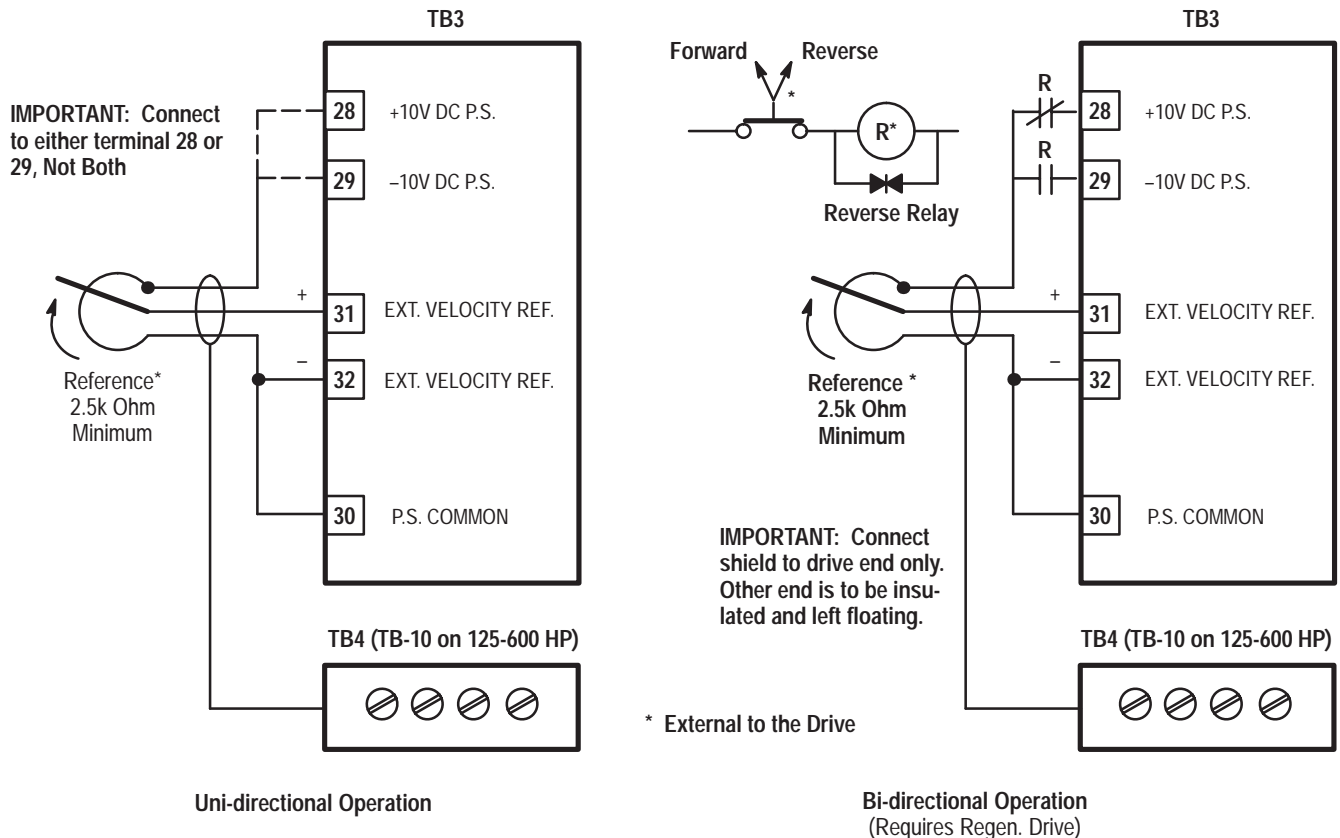 TB3
IMPORTANT: Connect
to either terminal 28 or
29, Not Both
28 +10V DC P.S.
29 –10V DC P.S.
+
31 EXT. VELOCITY REF.
–
32 EXT. VELOCITY REF.
Reference*
2.5k Ohm
Minimum
30 P.S. COMMON
TB4 (TB-10 on 125-600 HP)
Uni-directional Operation
TB3
Forward Reverse
*
R*
Reverse Relay
R
28 +10V DC P.S.
R
29 –10V DC P.S.
+
31 EXT. VELOCITY REF.
–
32 EXT. VELOCITY REF.
Reference *
2.5k Ohm
Minimum
30 P.S. COMMON
IMPORTANT: Connect
shield to drive end only.
Other end is to be insu-
lated and left floating.
TB4 (TB-10 on 125-600 HP)
* External to the Drive
Bi-directional Operation
(Requires Regen. Drive)